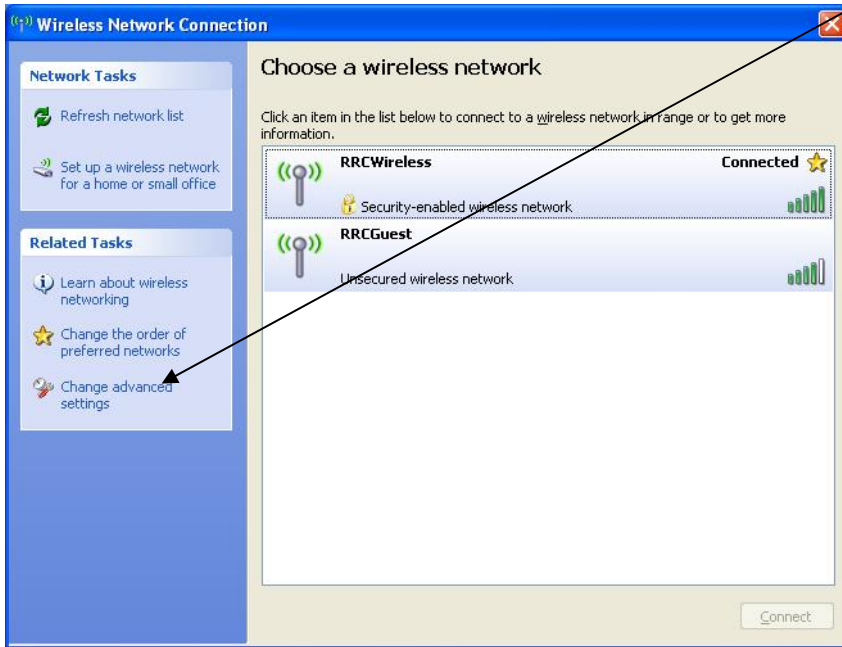 Wireless Network Connection
Network Tasks
Refresh network list
Set up a wireless network
for a home or small office
Related Tasks
Learn about wireless
networking
Change the order of
preferred networks
Change advanced
settings
Choose a wireless network
Click an item in the list below to connect to a wireless network in range or to get more
information.
RRCWireless
Connected
Security-enabled wireless network
RRCGuest
Unsecured wireless network
Connect